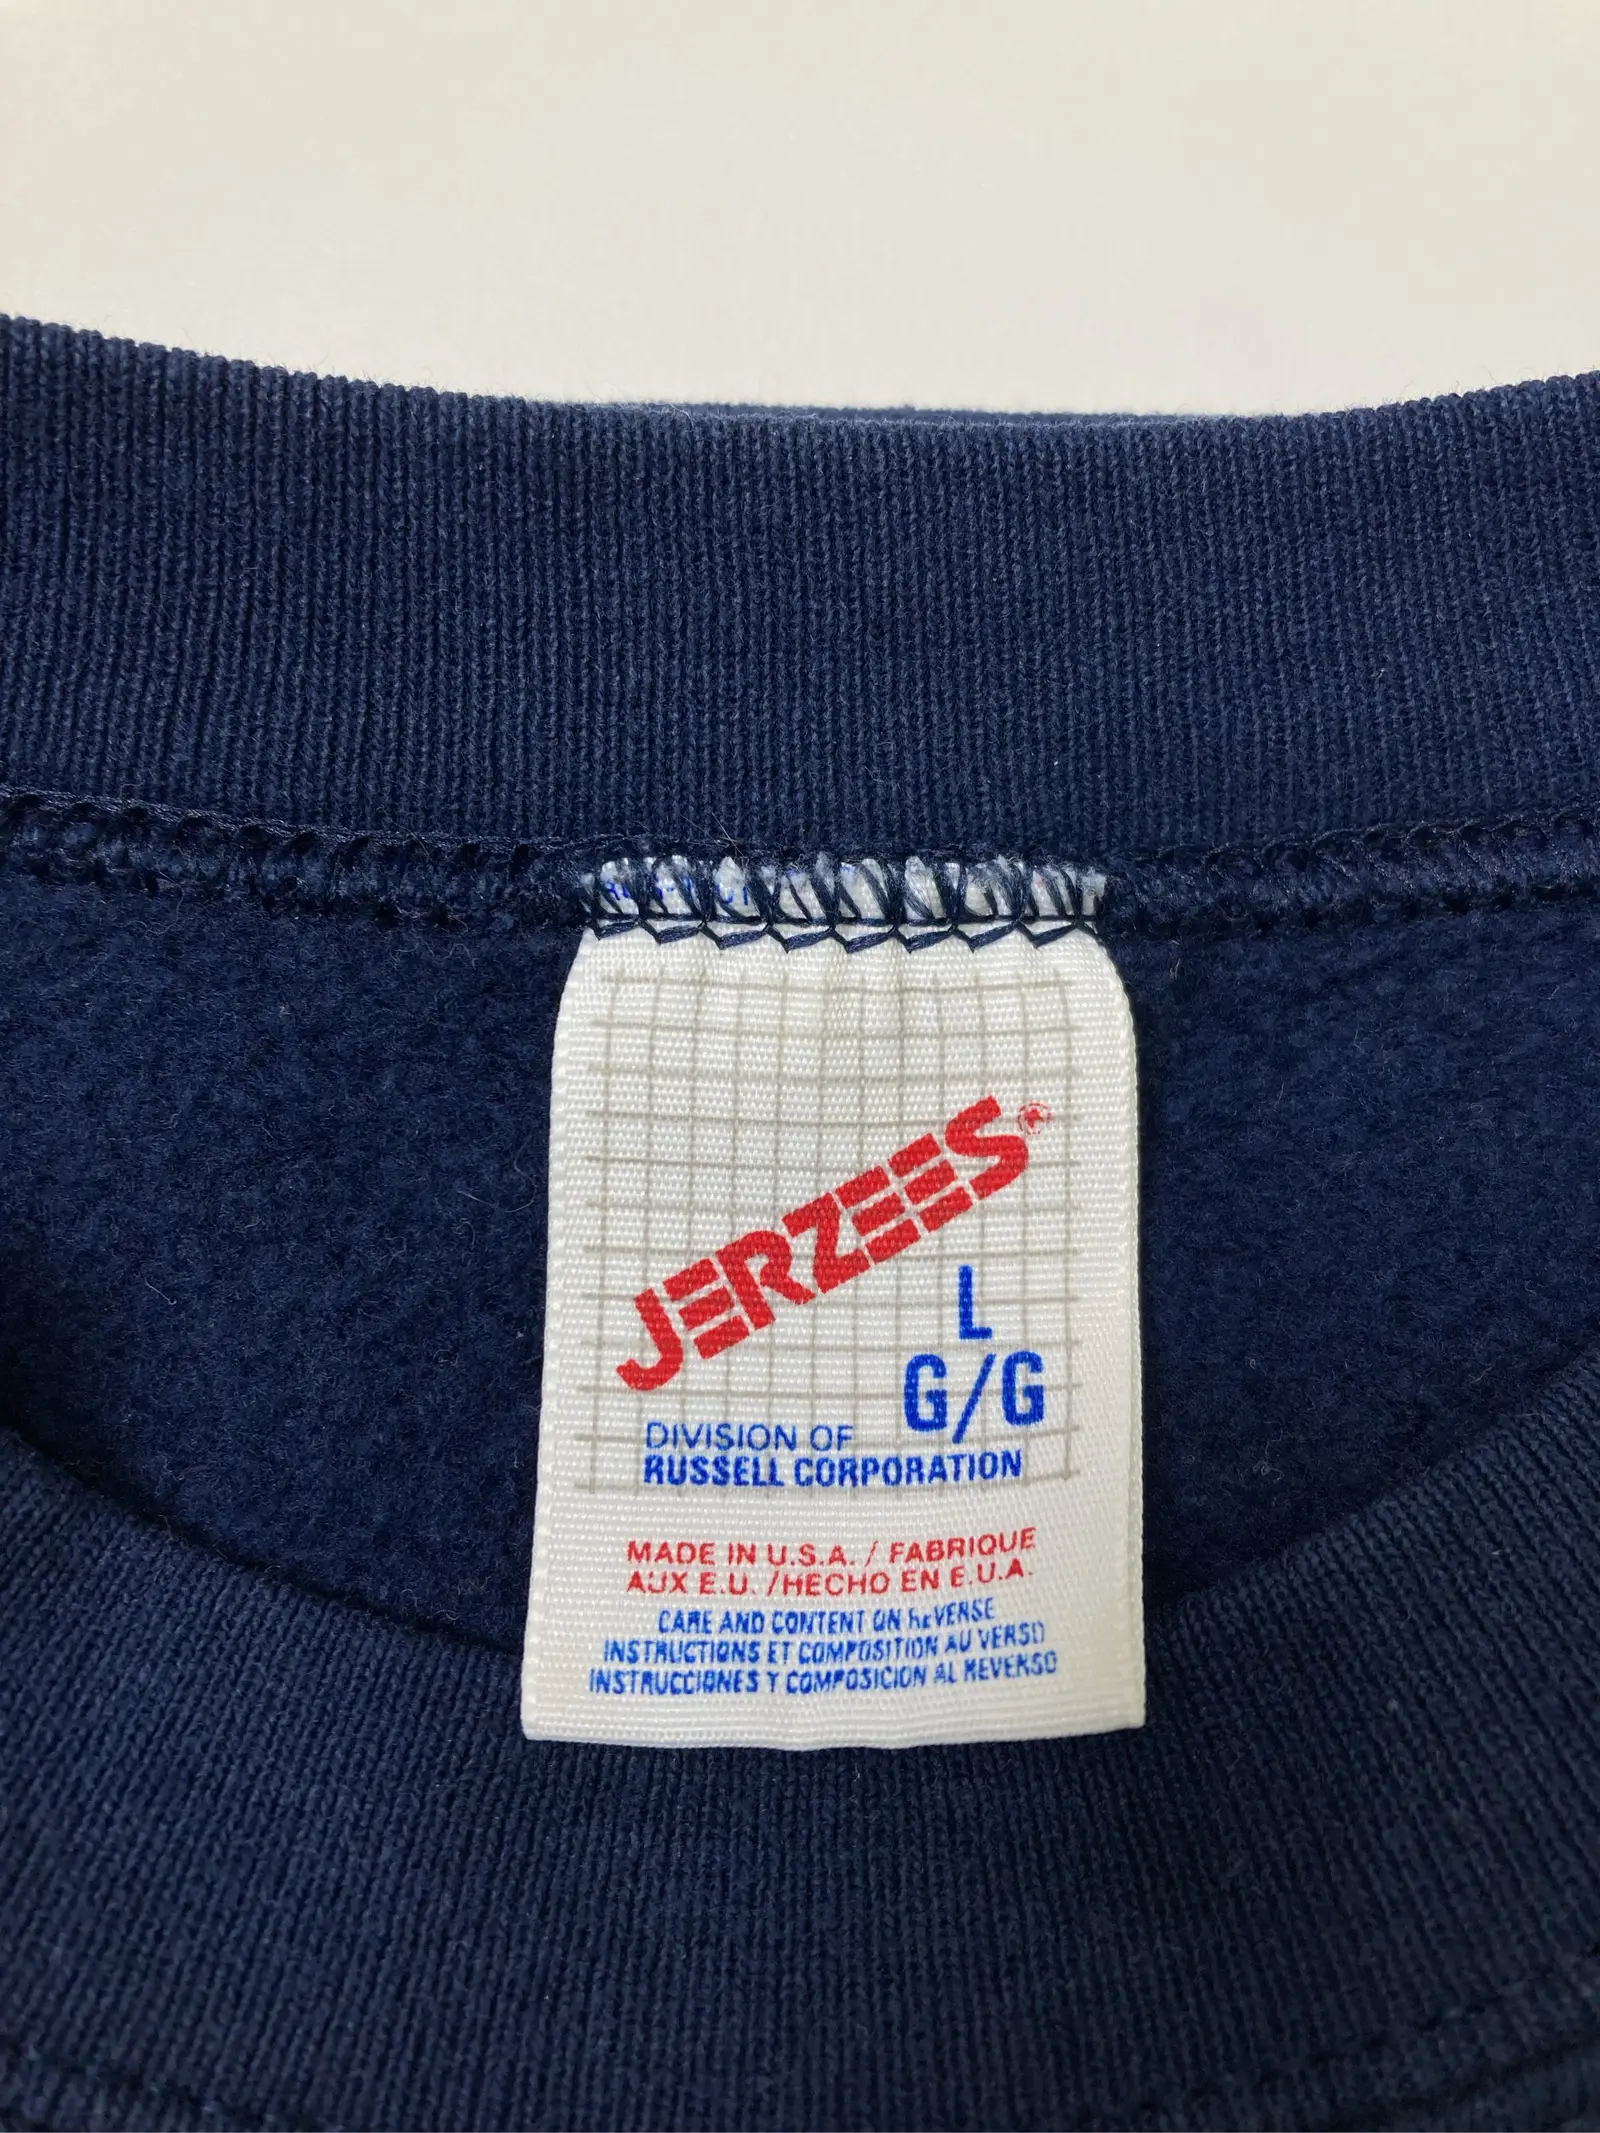 JERZEES®
L
G/G
DIVISION OF
RUSSELL CORPORATION
MADE IN U.S.A. / FABRIQUE
AUX E.U. /HECHO EN E.U.A.
CARE AND CONTENT ON REVERSE
INSTRUCTIONS ET COMPOSITION AU VERSO
INSTRUCCIONES Y COMPOSICION AL REVERSO